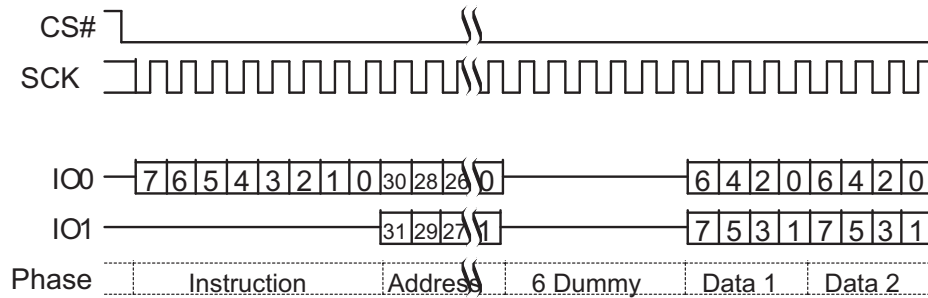 CS#
SCK
IO0 7 6 5 4 3 2 1 0 30 28 26 0 6 4 2 0 6 4 2 0
IO1 31 29 27 1 7 5 3 1 7 5 3 1
Phase Instruction Address 6 Dummy Data 1 Data 2